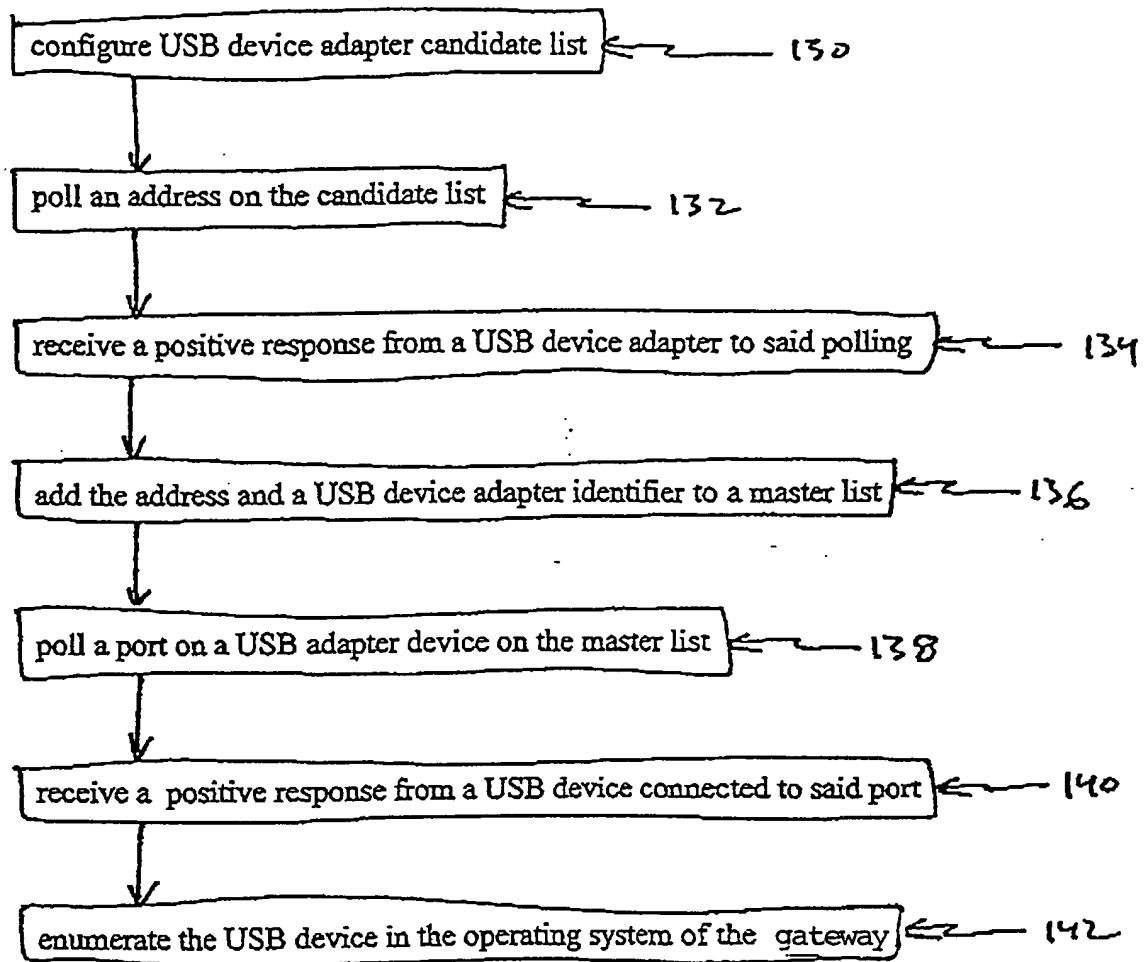 configure USB device adapter candidate list 130
poll an address on the candidate list 132
receive a positive response from a USB device adapter to said polling 134
add the address and a USB device adapter identifier to a master list 136
poll a port on a USB adapter device on the master list 138
receive a positive response from a USB device connected to said port 140
enumerate the USB device in the operating system of the gateway 142